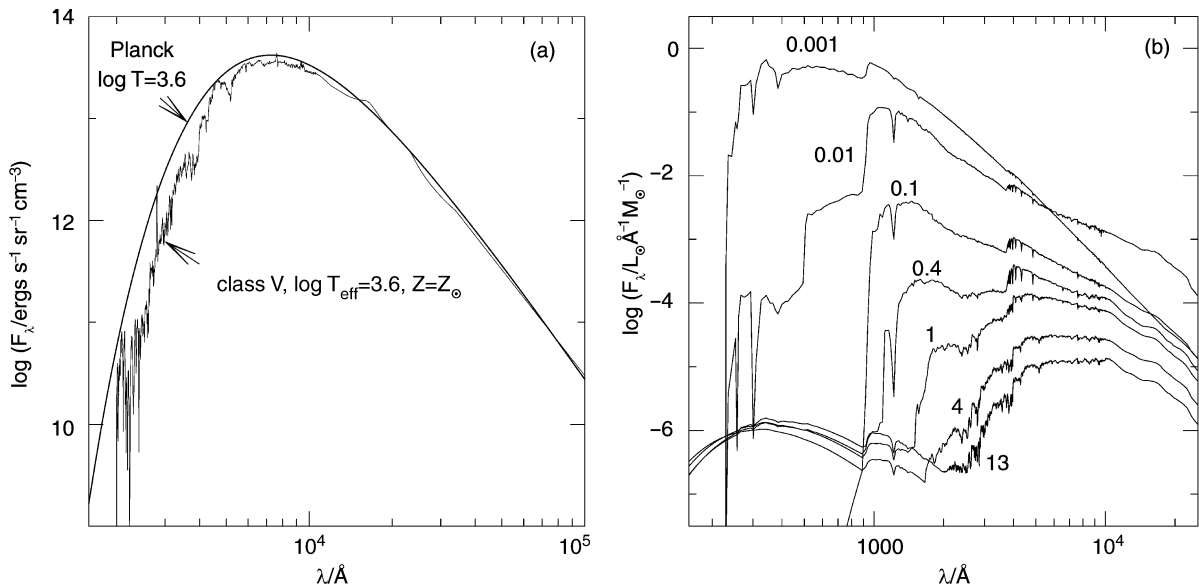 14
Planck
log T=3.6
(a)
log (Fλ/ergs s⁻¹ sr⁻¹ cm⁻³)
12
class V, log Teff=3.6, Z=Z⊙
10
10⁴
10⁵
λ/Å
0
0.001
(b)
log (Fλ/L⊙Å⁻¹M⊙⁻¹)
0.01
−2
0.1
0.4
−4
1
4
−6
13
1000
10⁴
λ/Å